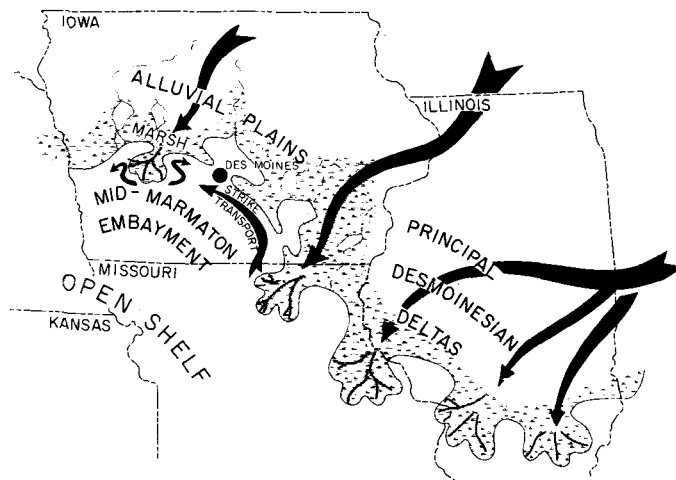 IOWA
ALLUVIAL PLAINS
ILLINOIS
MARSH
DES MOINES
STRIKE
TRANSPORT
MID-MARMATON
EMBAYMENT
PRINCIPAL
DESMOINESIAN
DELTAS
MISSOURI
OPEN SHELF
KANSAS